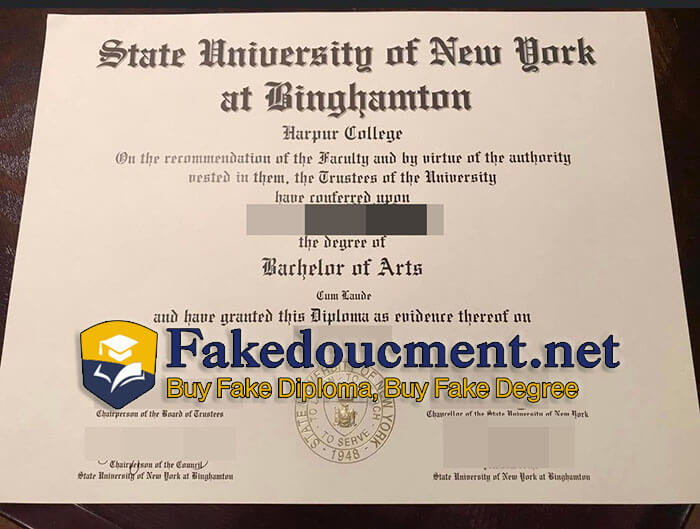 State University of New York
at Binghamton
Harpur College
On the recommendation of the Faculty and by virtue of the authority
vested in them, the Trustees of the University
have conferred upon
the degree of
Bachelor of Arts
Cum Laude
and have granted this Diploma as evidence thereof on
Fakedoucment.net
Buy Fake Diploma, Buy Fake Degree
Chairperson of the Board of Trustees
Chancellor of the State University of New York
TO SERVE
1948
Chairperson of the Council
State University of New York at Binghamton
State University of New York at Binghamton